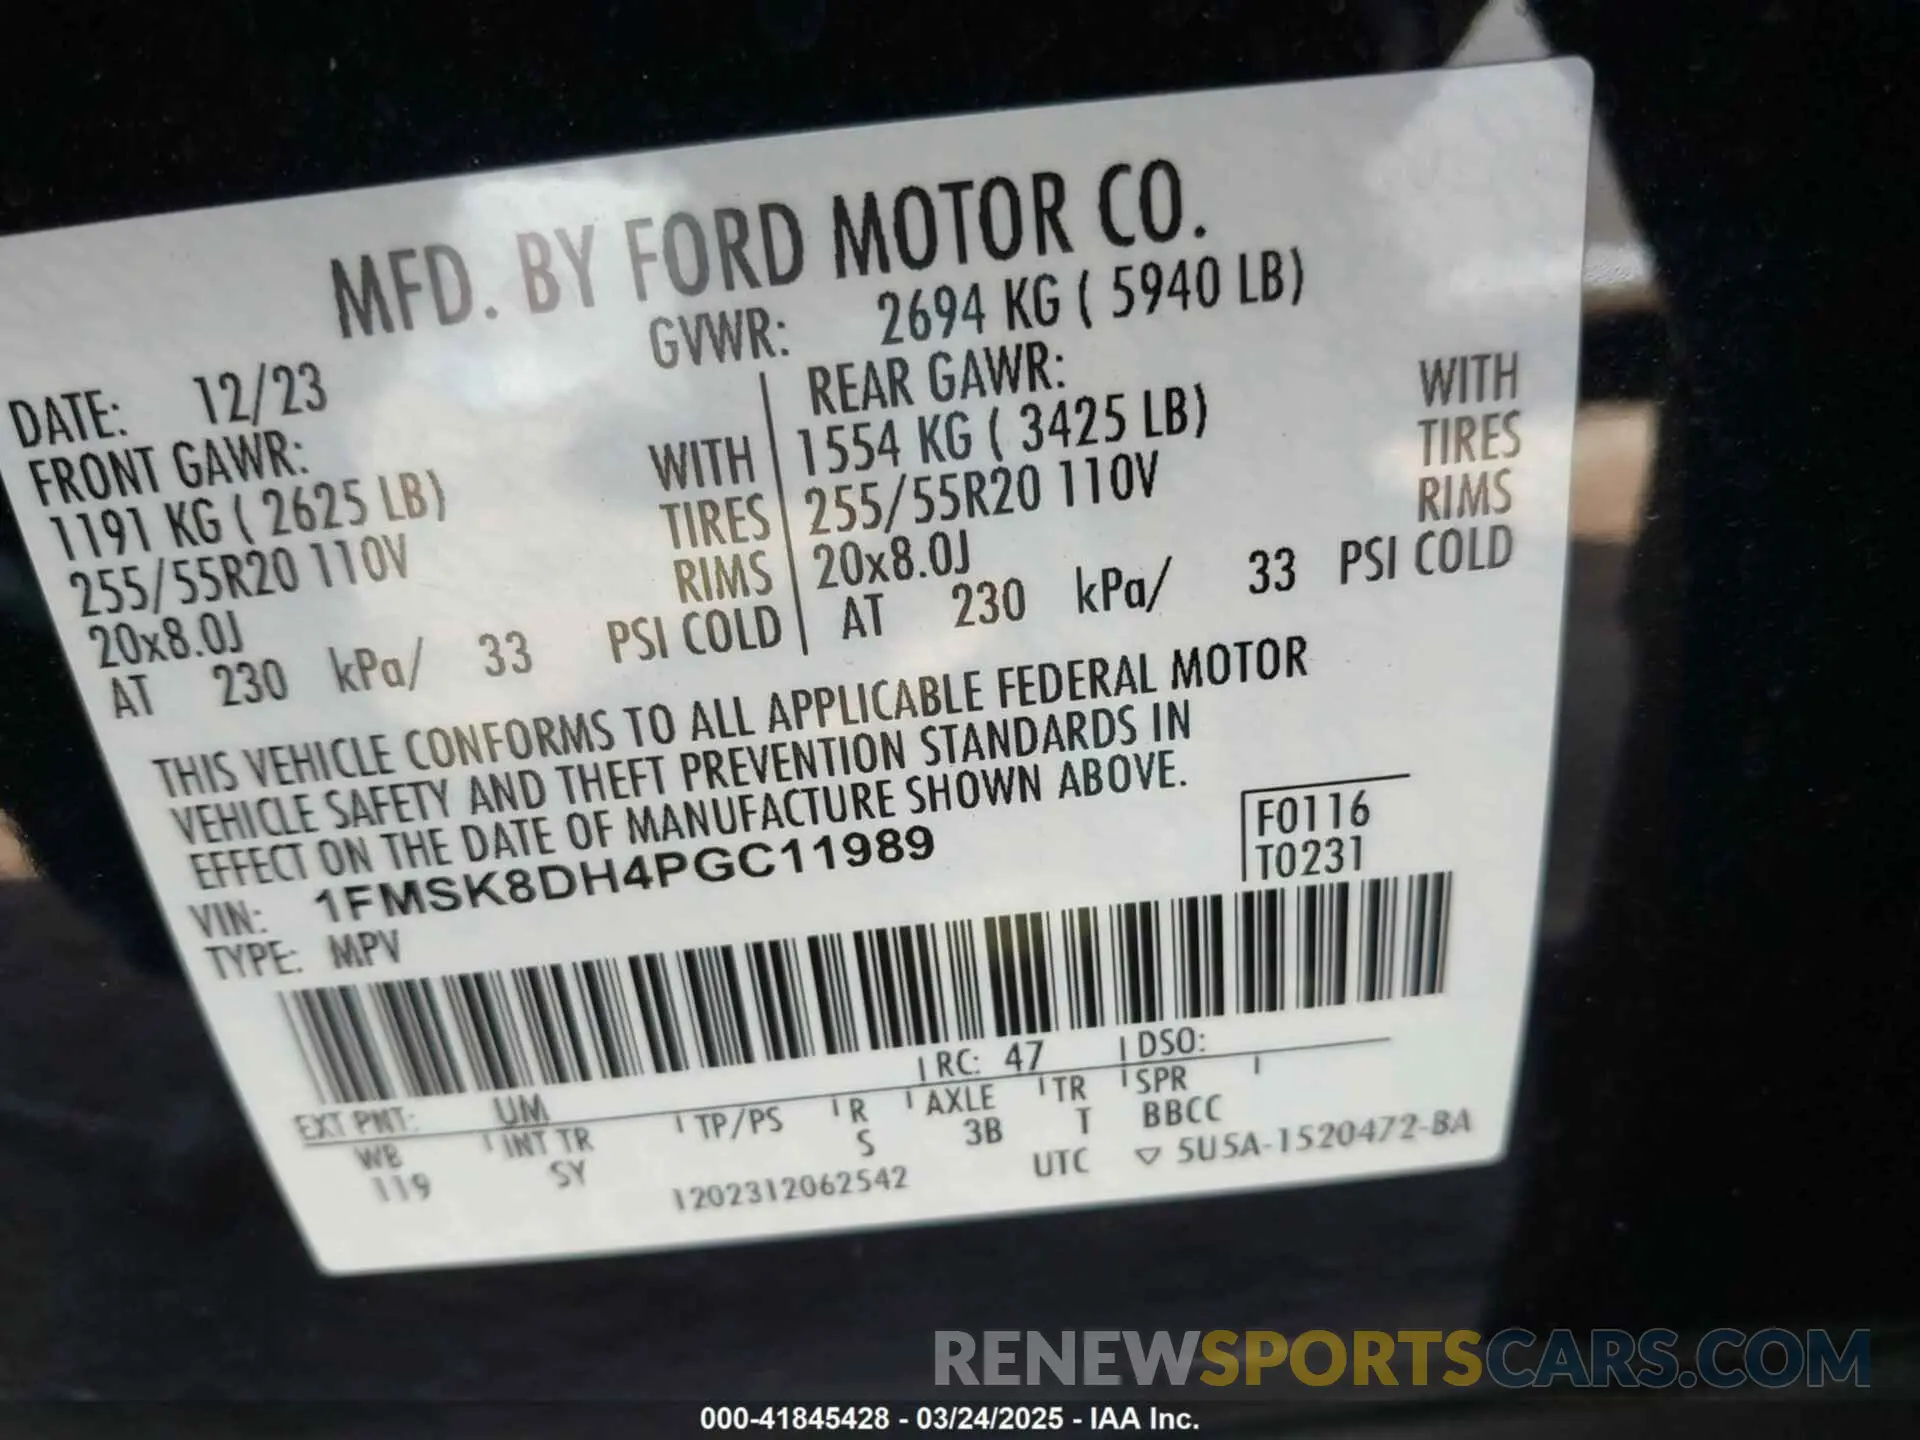 MFD. BY FORD MOTOR CO.
DATE: 12/23 GVWR: 2694 KG ( 5940 LB)
FRONT GAWR: REAR GAWR:
1191 KG ( 2625 LB) WITH 1554 KG ( 3425 LB) WITH
255/55R20 110V TIRES 255/55R20 110V TIRES
20x8.0J RIMS 20x8.0J RIMS
AT 230 kPa/ 33 PSI COLD AT 230 kPa/ 33 PSI COLD
THIS VEHICLE CONFORMS TO ALL APPLICABLE FEDERAL MOTOR
VEHICLE SAFETY AND THEFT PREVENTION STANDARDS IN
EFFECT ON THE DATE OF MANUFACTURE SHOWN ABOVE.
VIN: 1FMSK8DH4PGC11989 F0116
TYPE: MPV T0231
EXT PNT: UM RC: 47 DSO:
WB INT TR TP/PS R AXLE TR SPR
119 SY S 3B T BBCC
1202312062542 UTC ▽ 5U5A-1520472-BA
RENEWSPORTSCARS.COM
000-41845428 - 03/24/2025 - IAA Inc.